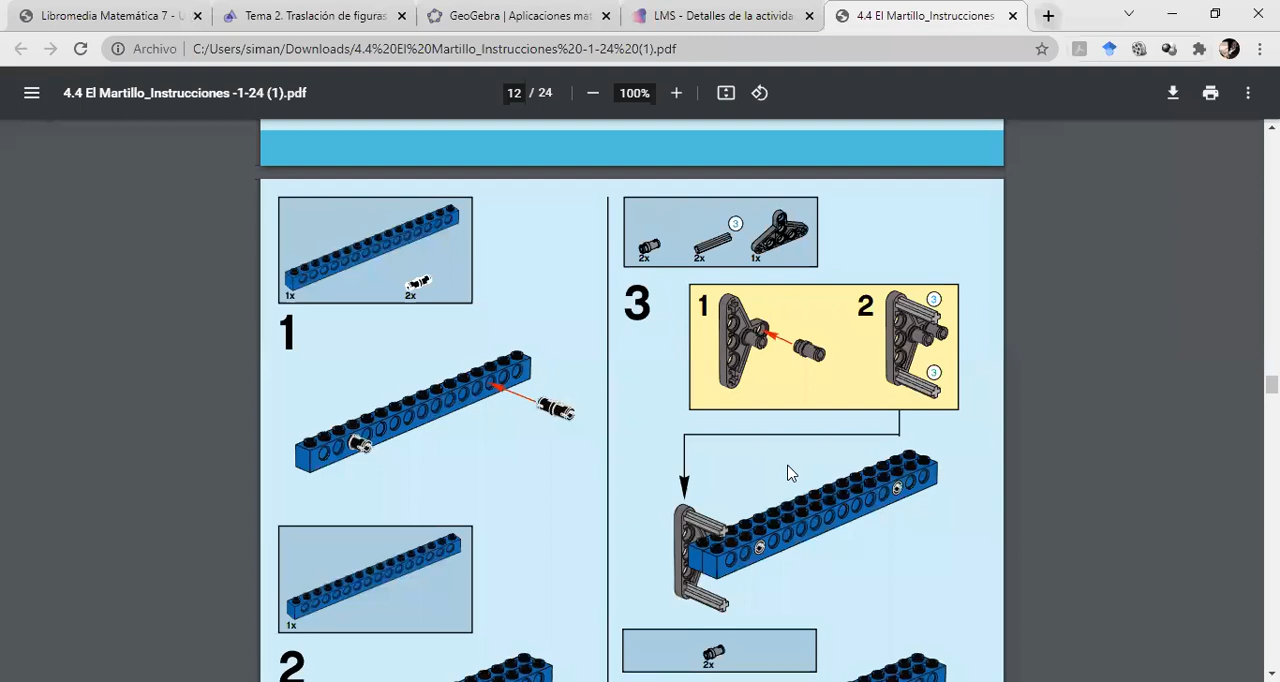 Libromedia Matemática 7 - U
Tema 2. Traslación de figuras
GeoGebra | Aplicaciones mat
LMS - Detalles de la activida
4.4 El Martillo_Instrucciones
Archivo
C:/Users/siman/Downloads/4.4%20El%20Martillo_Instrucciones%20-1-24%20(1).pdf
4.4 El Martillo_Instrucciones -1-24 (1).pdf
12 / 24
100%
1x
2x
1
1x
2
2x
3
2x
1x
3
1
2
3
3
2x